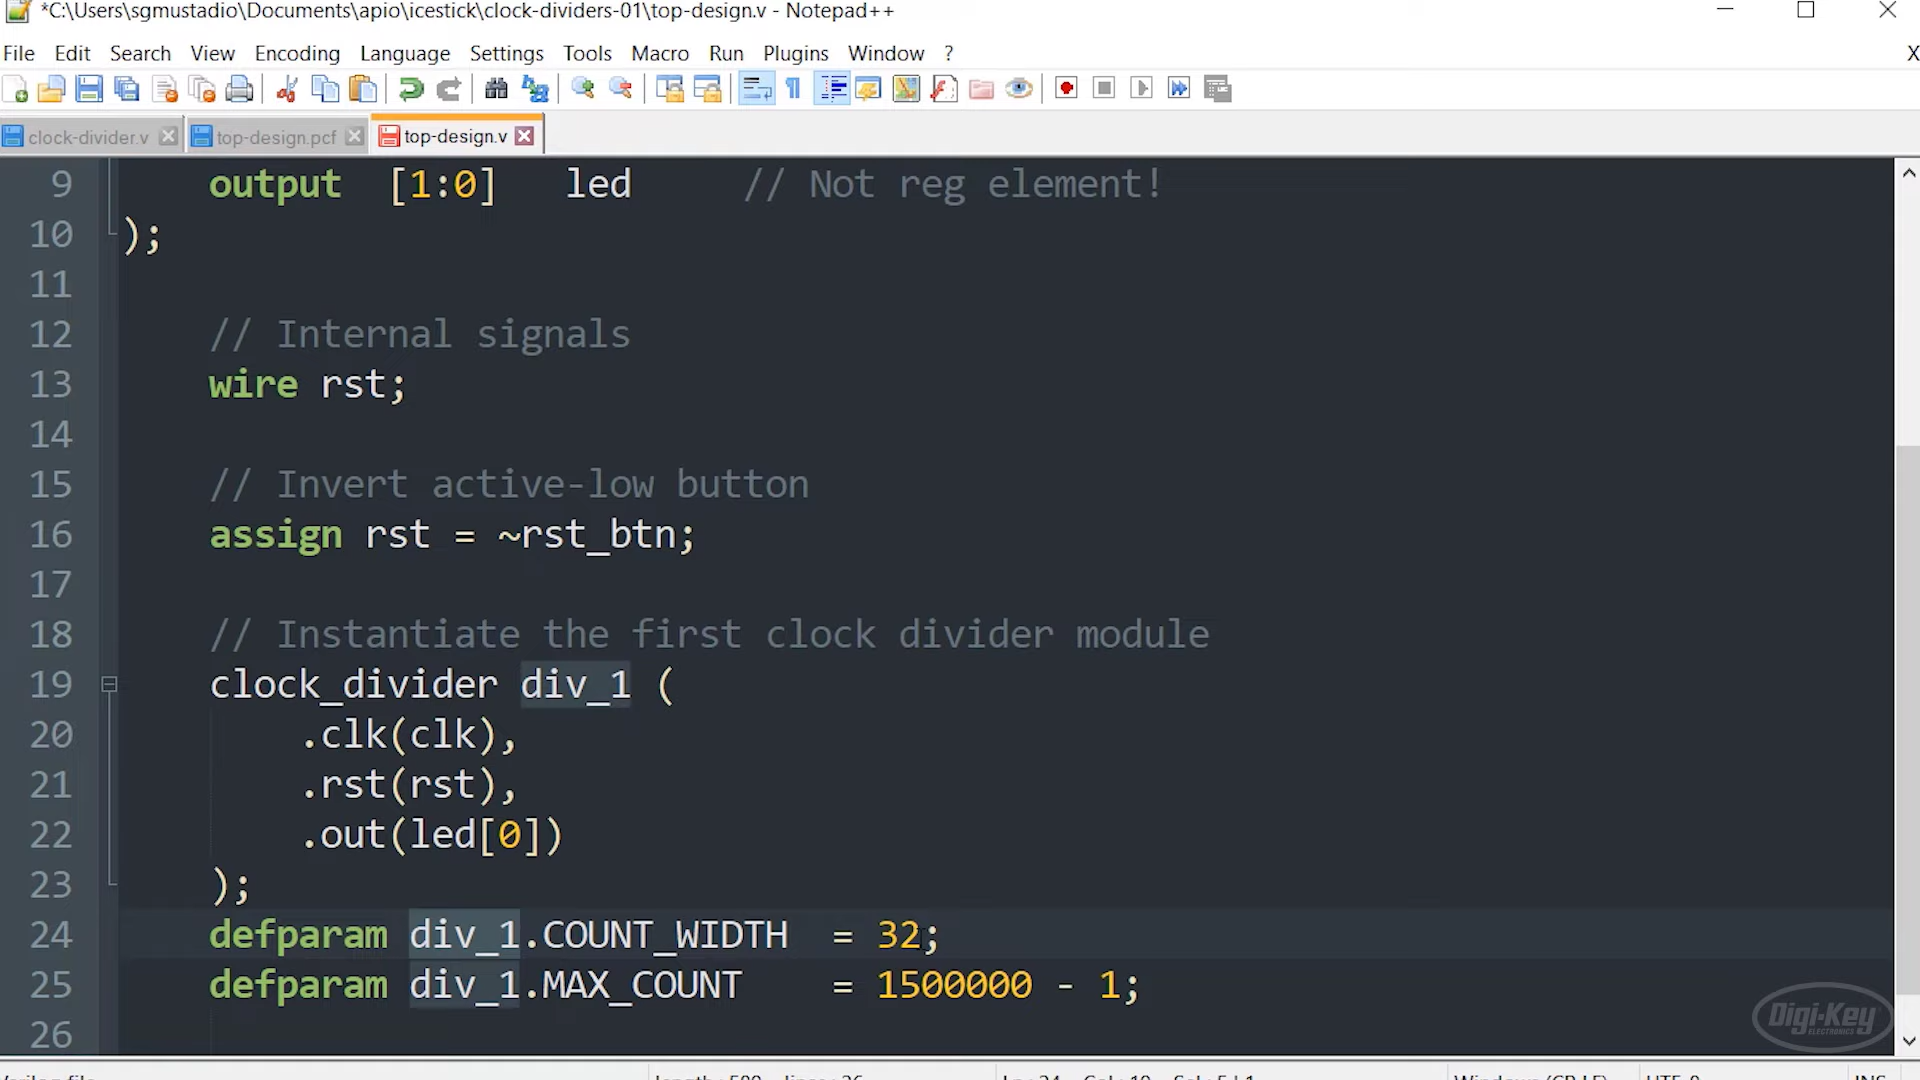 *C:\Users\sgmustadio\Documents\apio\icestick\clock-dividers-01\top-design.v - Notepad++
File Edit Search View Encoding Language Settings Tools Macro Run Plugins Window ? X
clock-divider.v top-design.pcf top-design.v
9 output [1:0] led // Not reg element!
10 );
11
12 // Internal signals
13 wire rst;
14
15 // Invert active-low button
16 assign rst = ~rst_btn;
17
18 // Instantiate the first clock divider module
19 clock_divider div_1 (
20 .clk(clk),
21 .rst(rst),
22 .out(led[0])
23 );
24 defparam div_1.COUNT_WIDTH = 32;
25 defparam div_1.MAX_COUNT = 1500000 - 1;
26
Digi-Key
ELECTRONICS